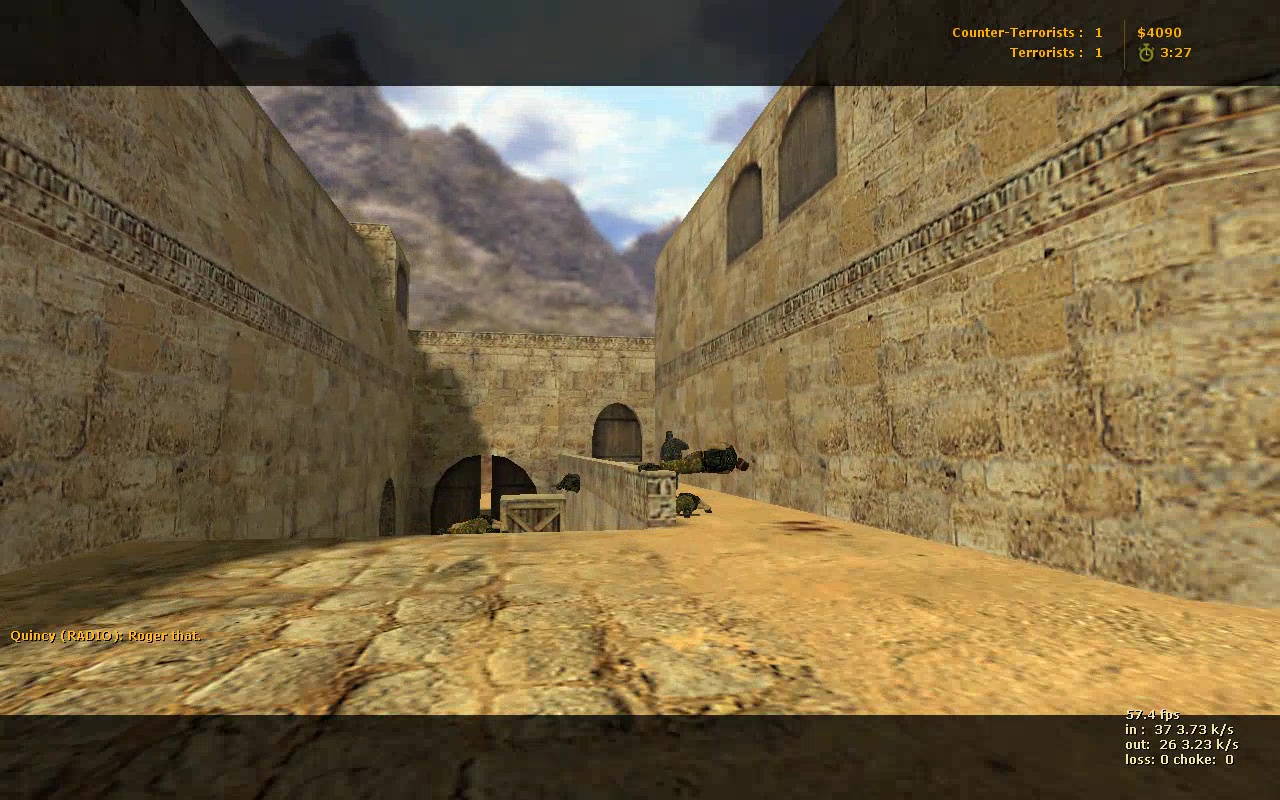 Counter-Terrorists : 1 $4090
Terrorists : 1 3:27
Quincy (RADIO): Roger that.
57.4 fps
in : 37 3.73 k/s
out: 26 3.23 k/s
loss: 0 choke: 0